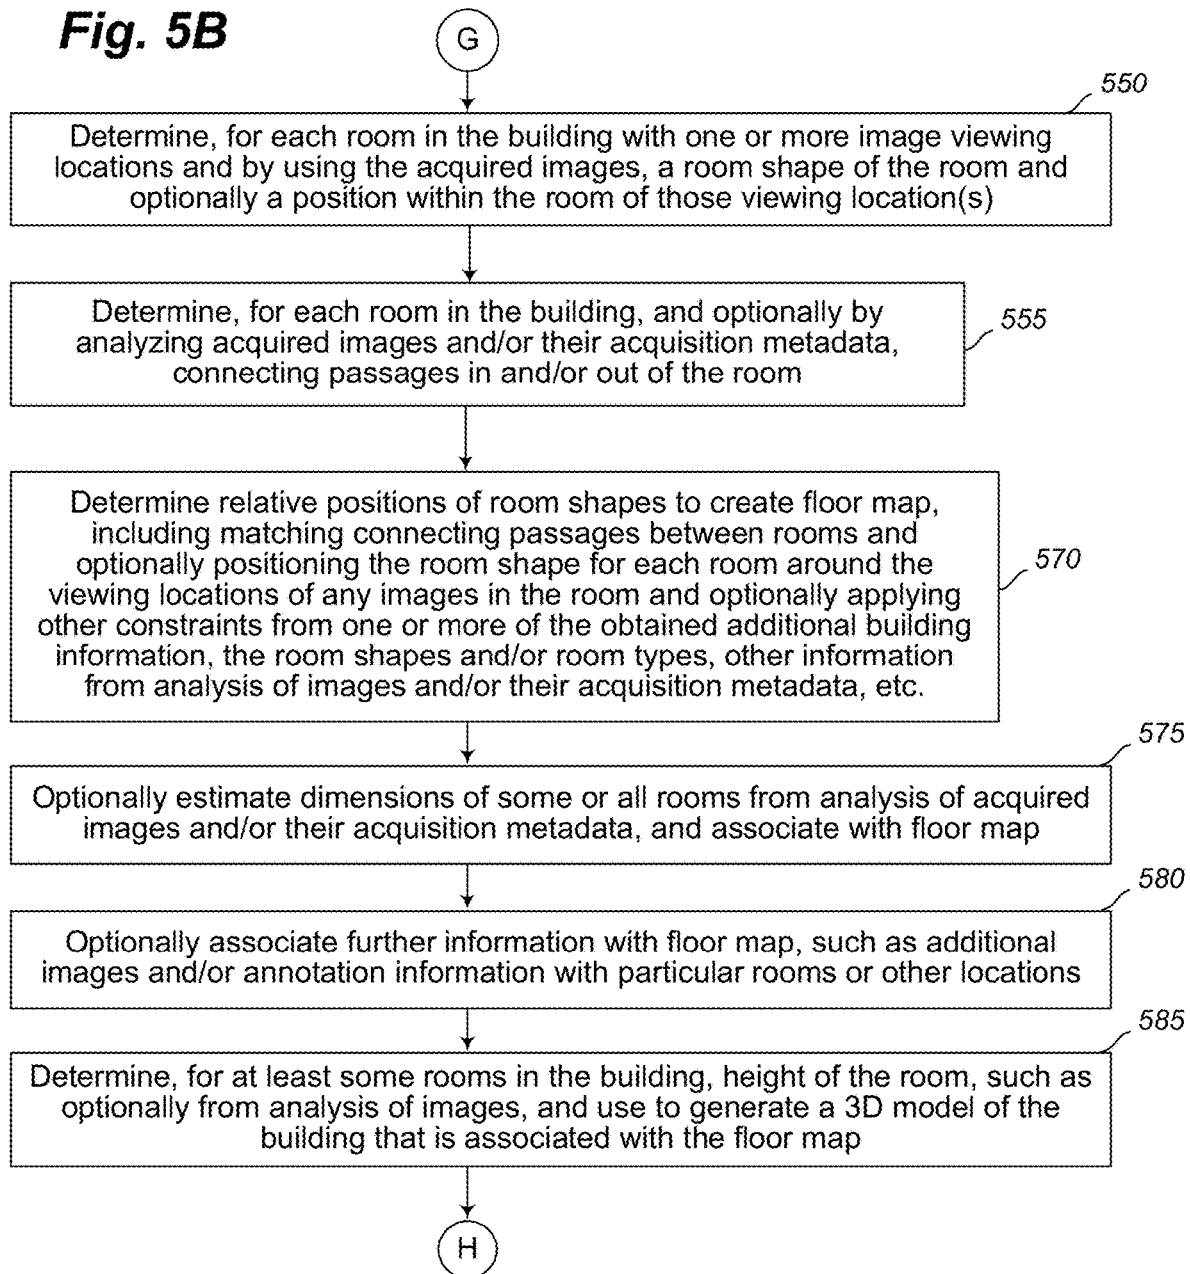 Fig. 5B
G
550
Determine, for each room in the building with one or more image viewing
locations and by using the acquired images, a room shape of the room and
optionally a position within the room of those viewing location(s)
Determine, for each room in the building, and optionally by
analyzing acquired images and/or their acquisition metadata,
connecting passages in and/or out of the room
555
Determine relative positions of room shapes to create floor map,
including matching connecting passages between rooms and
optionally positioning the room shape for each room around the
viewing locations of any images in the room and optionally applying
other constraints from one or more of the obtained additional building
information, the room shapes and/or room types, other information
from analysis of images and/or their acquisition metadata, etc.
570
575
Optionally estimate dimensions of some or all rooms from analysis of acquired
images and/or their acquisition metadata, and associate with floor map
580
Optionally associate further information with floor map, such as additional
images and/or annotation information with particular rooms or other locations
585
Determine, for at least some rooms in the building, height of the room, such as
optionally from analysis of images, and use to generate a 3D model of the
building that is associated with the floor map
H